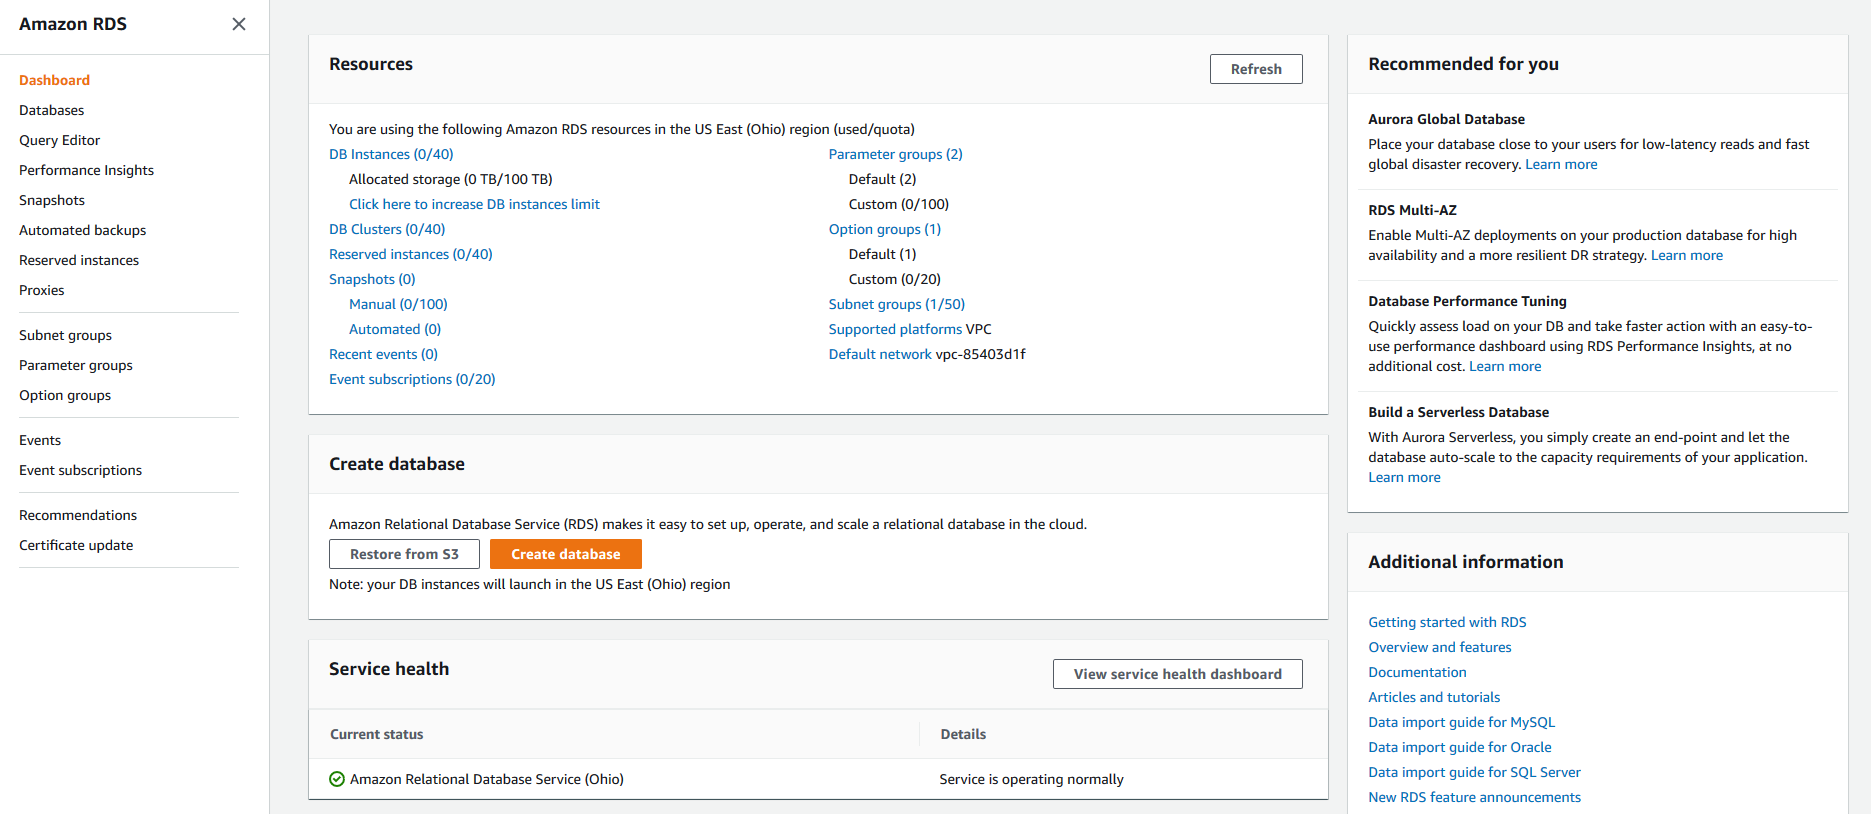 Amazon RDS
Dashboard
Databases
Query Editor
Performance Insights
Snapshots
Automated backups
Reserved instances
Proxies
Subnet groups
Parameter groups
Option groups
Events
Event subscriptions
Recommendations
Certificate update
Resources
Refresh
You are using the following Amazon RDS resources in the US East (Ohio) region (used/quota)
DB Instances (0/40)
Allocated storage (0 TB/100 TB)
Click here to increase DB instances limit
DB Clusters (0/40)
Reserved instances (0/40)
Snapshots (0)
Manual (0/100)
Automated (0)
Recent events (0)
Event subscriptions (0/20)
Parameter groups (2)
Default (2)
Custom (0/100)
Option groups (1)
Default (1)
Custom (0/20)
Subnet groups (1/50)
Supported platforms VPC
Default network vpc-85403d1f
Create database
Amazon Relational Database Service (RDS) makes it easy to set up, operate, and scale a relational database in the cloud.
Restore from S3
Create database
Note: your DB instances will launch in the US East (Ohio) region
Service health
View service health dashboard
Current status
Details
Amazon Relational Database Service (Ohio)
Service is operating normally
Recommended for you
Aurora Global Database
Place your database close to your users for low-latency reads and fast
global disaster recovery. Learn more
RDS Multi-AZ
Enable Multi-AZ deployments on your production database for high
availability and a more resilient DR strategy. Learn more
Database Performance Tuning
Quickly assess load on your DB and take faster action with an easy-to-
use performance dashboard using RDS Performance Insights, at no
additional cost. Learn more
Build a Serverless Database
With Aurora Serverless, you simply create an end-point and let the
database auto-scale to the capacity requirements of your application.
Learn more
Additional information
Getting started with RDS
Overview and features
Documentation
Articles and tutorials
Data import guide for MySQL
Data import guide for Oracle
Data import guide for SQL Server
New RDS feature announcements